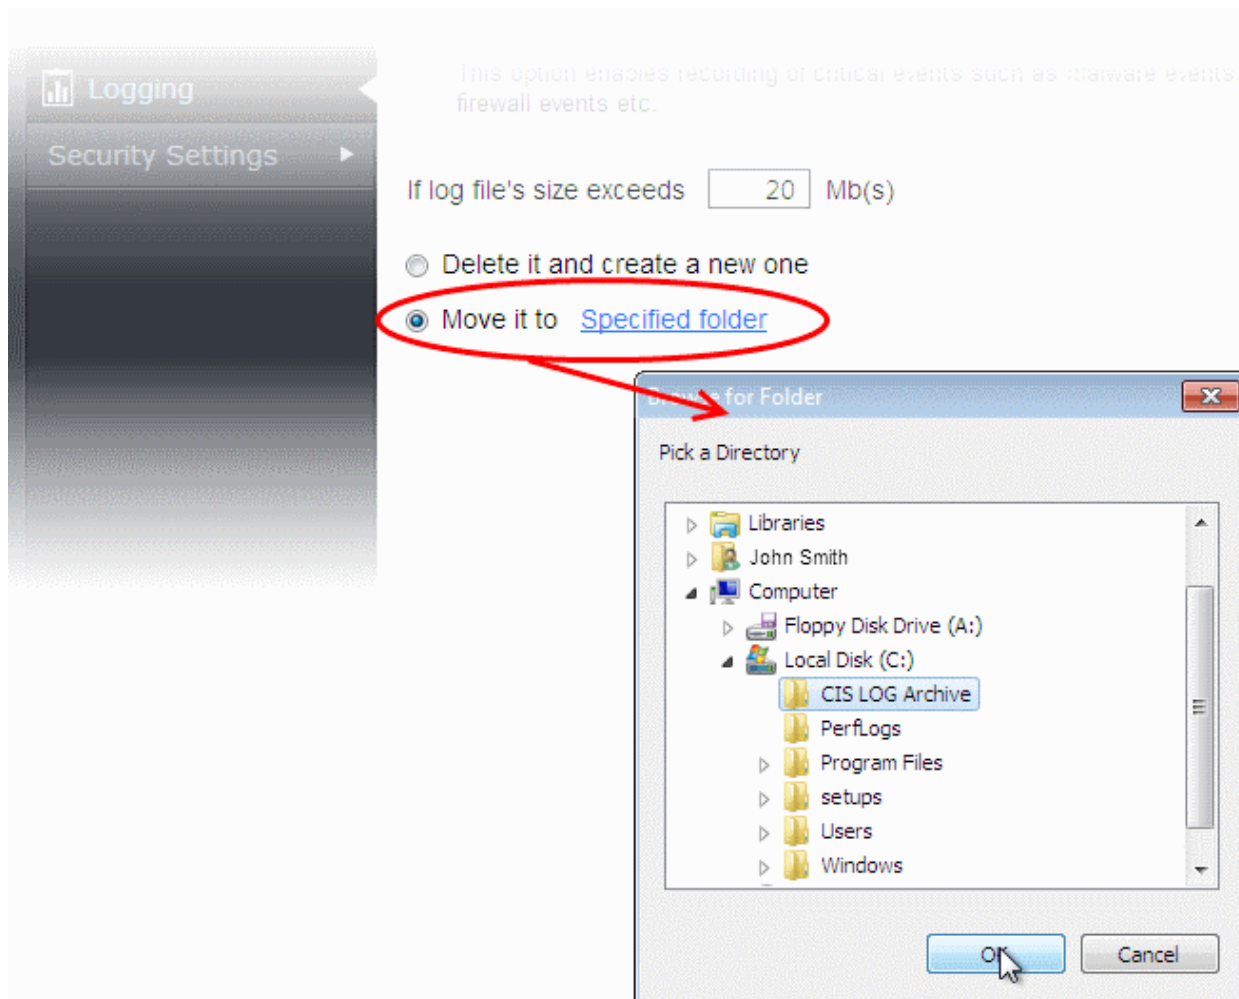 This option enables recording of critical events such as malware events
firewall events etc.
Logging
Security Settings
If log file's size exceeds 20 Mb(s)
Delete it and create a new one
Move it to Specified folder
Browse for Folder
Pick a Directory
Libraries
John Smith
Computer
Floppy Disk Drive (A:)
Local Disk (C:)
CIS LOG Archive
PerfLogs
Program Files
setups
Users
Windows
OK Cancel